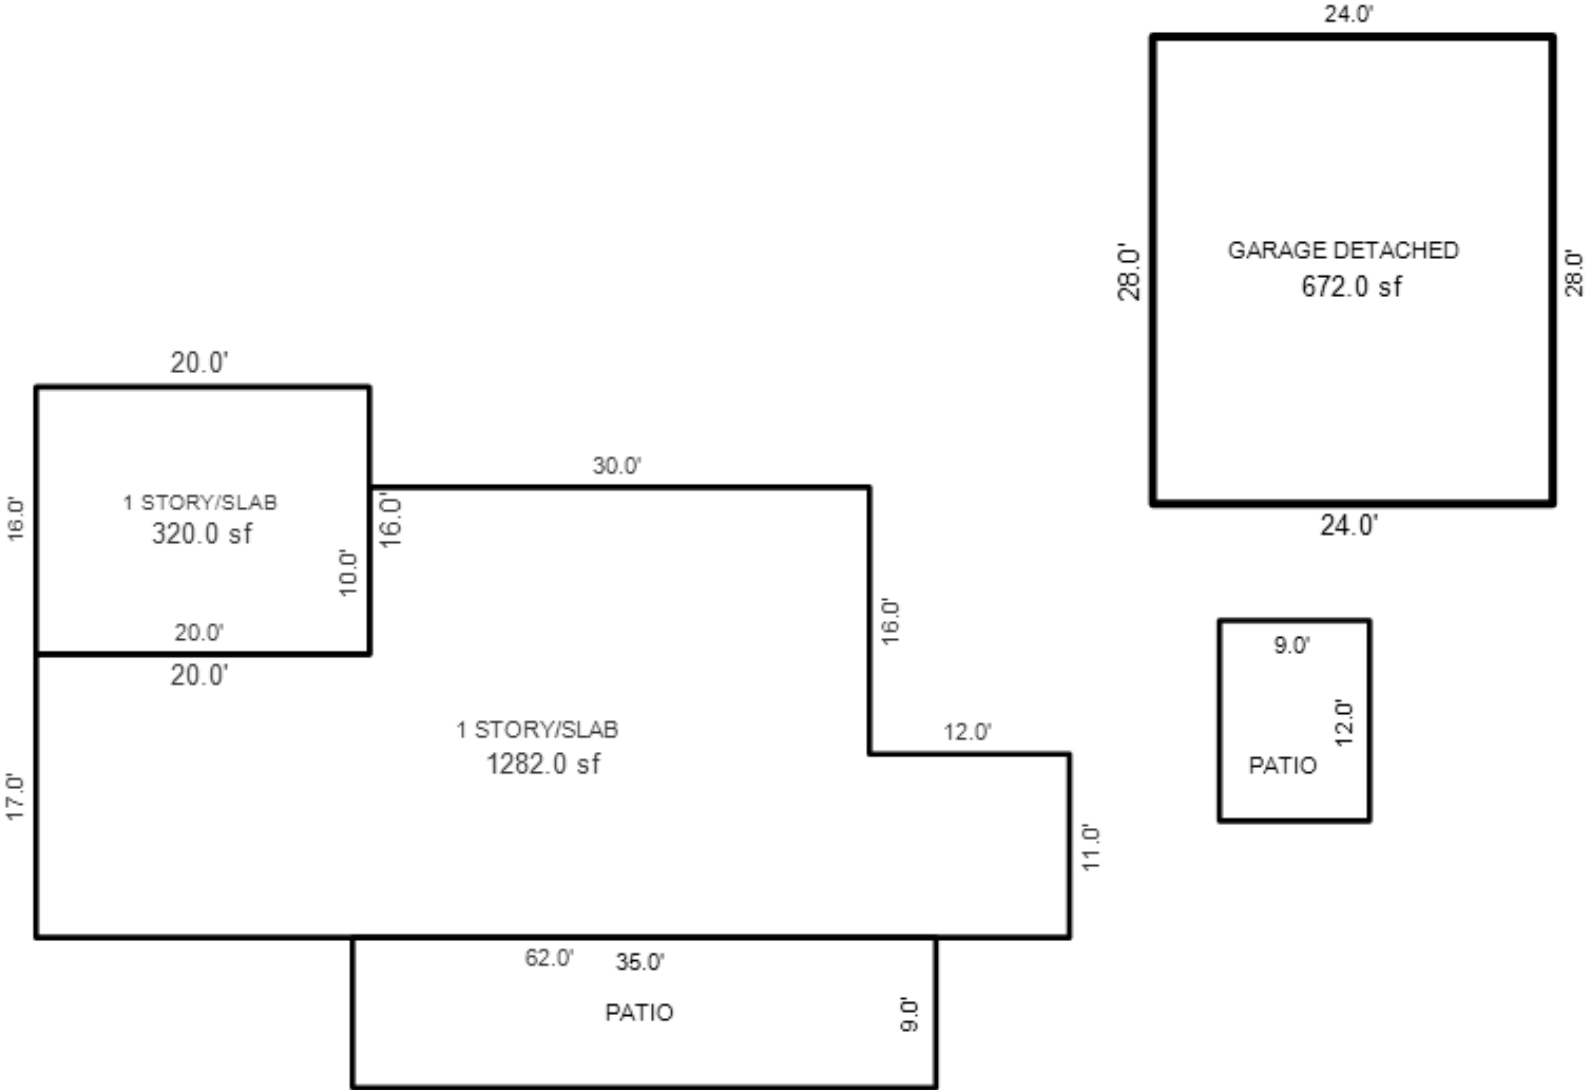 24.0'
28.0'
GARAGE DETACHED
672.0 sf
28.0'
24.0'
20.0'
16.0'
1 STORY/SLAB
320.0 sf
10.0'
16.0'
20.0'
20.0'
30.0'
16.0'
17.0'
1 STORY/SLAB
1282.0 sf
12.0'
11.0'
62.0'
35.0'
PATIO
9.0'
9.0'
12.0'
PATIO